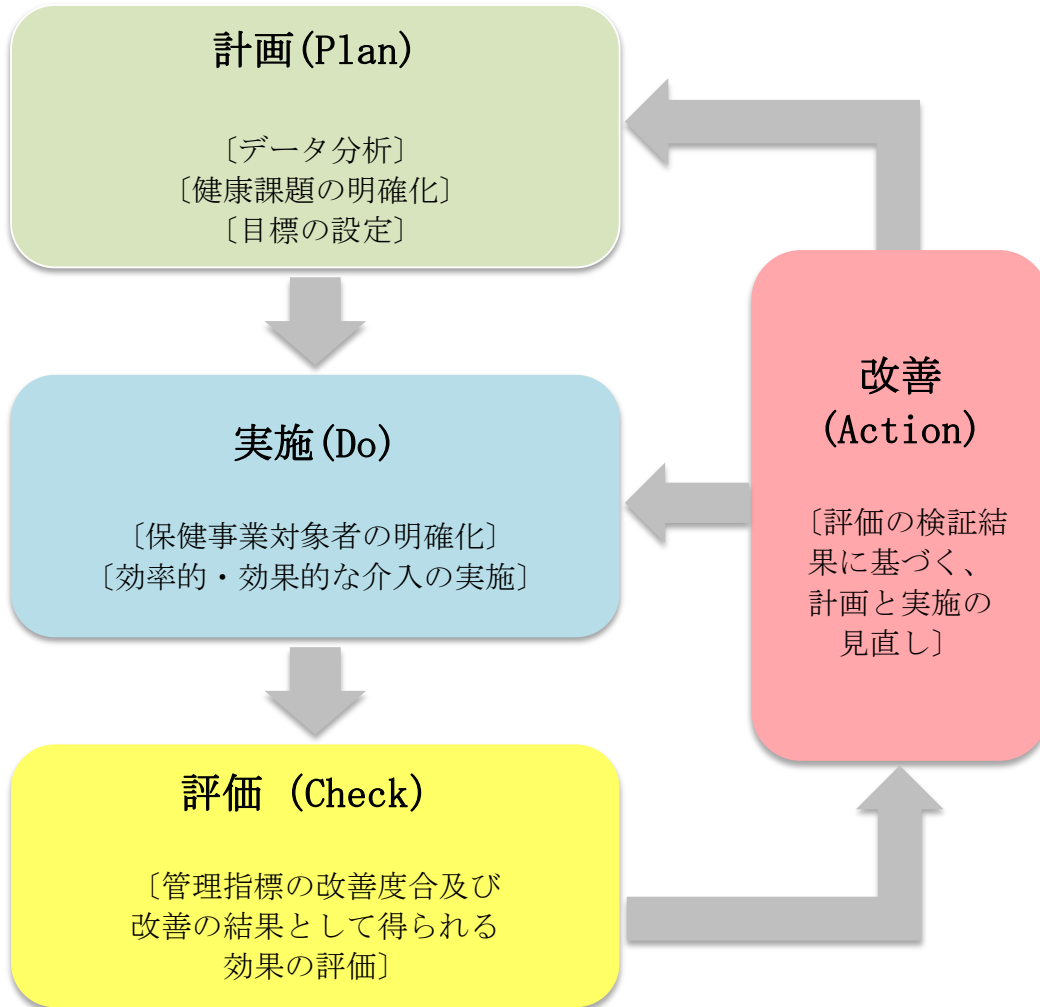 計画(Plan)
〔データ分析〕
〔健康課題の明確化〕
〔目標の設定〕
実施(Do)
〔保健事業対象者の明確化〕
〔効率的・効果的な介入の実施〕
評価 (Check)
〔管理指標の改善度合及び
改善の結果として得られる
効果の評価〕
改善
(Action)
〔評価の検証結
果に基づく、
計画と実施の
見直し〕